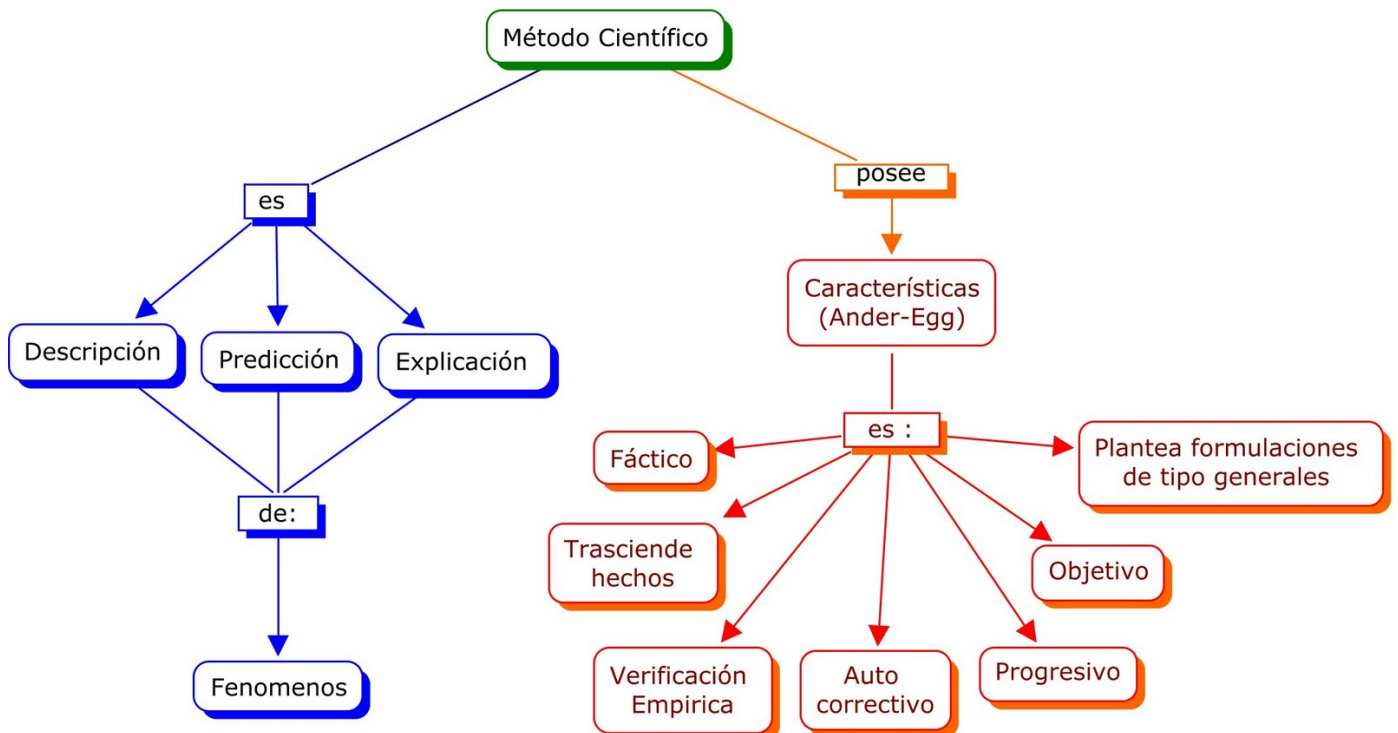 Método Científico
es
posee
Descripción
Predicción
Explicación
Características
(Ander-Egg)
de:
es :
Fáctico
Plantea formulaciones
de tipo generales
Trasciende
hechos
Objetivo
Fenomenos
Verificación
Empirica
Auto
correctivo
Progresivo